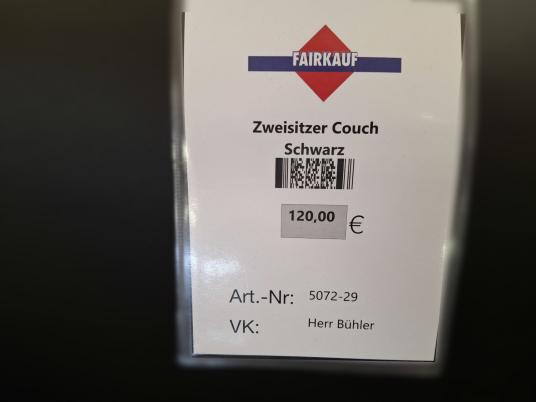 FAIRKAUF
Zweisitzer Couch
Schwarz
120,00 €
Art.-Nr: 5072-29
VK: Herr Bühler